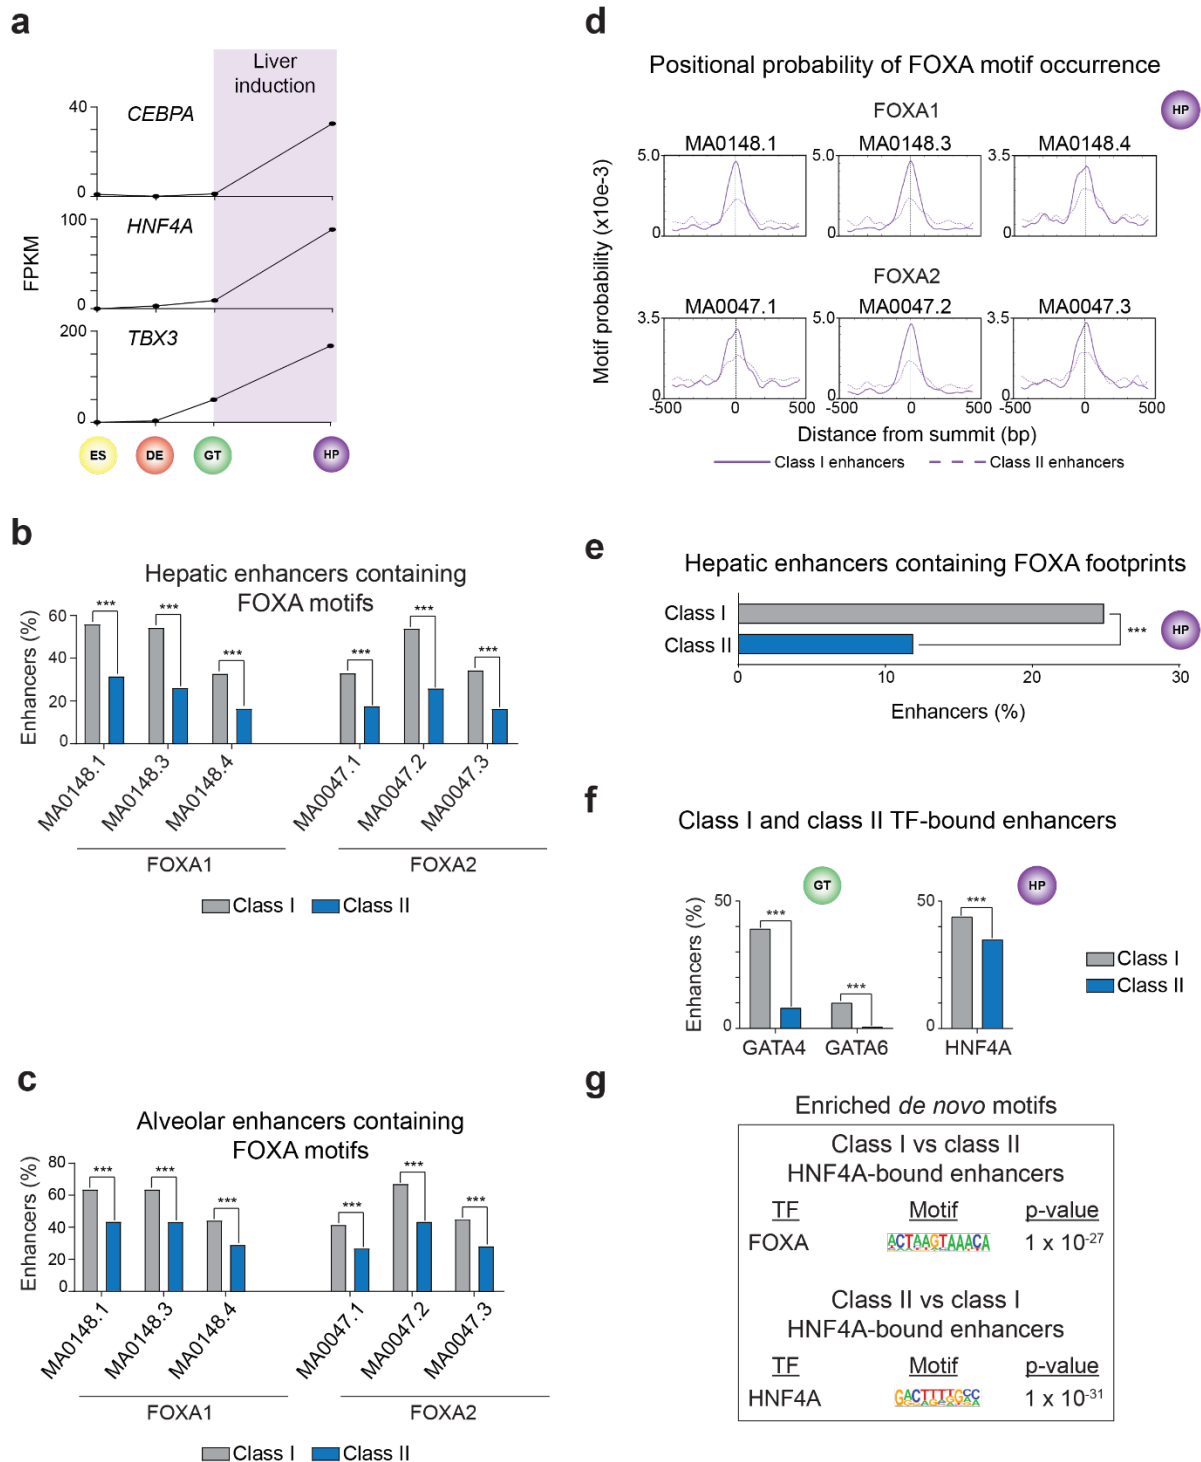 a
Liver
induction
40
CEBPA
0
100
HNF4A
0
FPKM
200
TBX3
0
ES
DE
GT
HP
b
Hepatic enhancers containing
FOXA motifs
Enhancers (%)
60
40
20
0
***
***
***
***
***
***
MA0148.1
MA0148.3
MA0148.4
MA0047.1
MA0047.2
MA0047.3
FOXA1
FOXA2
Class I
Class II
c
Alveolar enhancers containing
FOXA motifs
Enhancers (%)
80
60
40
20
0
***
***
***
***
***
***
MA0148.1
MA0148.3
MA0148.4
MA0047.1
MA0047.2
MA0047.3
FOXA1
FOXA2
Class I
Class II
d
Positional probability of FOXA motif occurrence
HP
FOXA1
MA0148.1
MA0148.3
MA0148.4
5.0
0
5.0
0
3.5
0
FOXA2
MA0047.1
MA0047.2
MA0047.3
3.5
0
5.0
0
3.5
0
Motif probability (x10e-3)
-500
0
500
-500
0
500
-500
0
500
Distance from summit (bp)
Class I enhancers
Class II enhancers
e
Hepatic enhancers containing FOXA footprints
Class I
Class II
***
HP
0
10
20
30
Enhancers (%)
f
Class I and class II TF-bound enhancers
GT
HP
Enhancers (%)
50
0
***
***
GATA4
GATA6
50
0
***
HNF4A
Class I
Class II
g
Enriched de novo motifs
Class I vs class II
HNF4A-bound enhancers
TF Motif p-value
FOXA ACTAAGTAAACA 1 x 10-27
Class II vs class I
HNF4A-bound enhancers
TF Motif p-value
HNF4A GACTTTTGCC 1 x 10-31